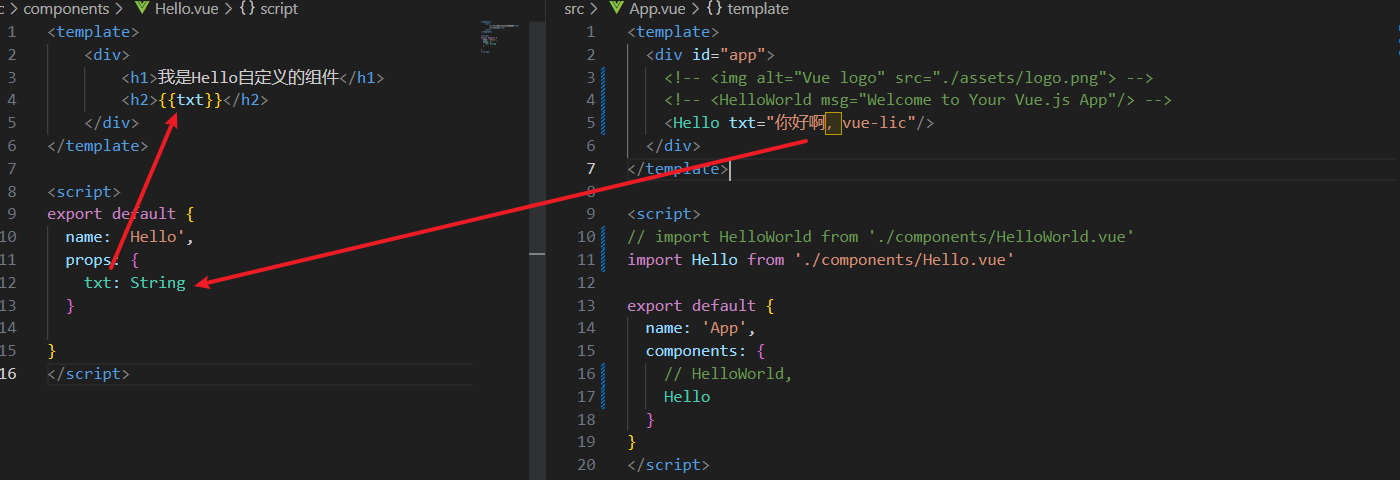 c > components > Hello.vue > {} script
1 <template>
2 <div>
3 <h1>我是Hello自定义的组件</h1>
4 <h2>{{txt}}</h2>
5 </div>
6 </template>
7
8 <script>
9 export default {
10 name: 'Hello',
11 props: {
12 txt: String
13 }
14
15 }
16 </script>
src > App.vue > {} template
1 <template>
2 <div id="app">
3 <!-- <img alt="Vue logo" src="./assets/logo.png"> -->
4 <!-- <HelloWorld msg="Welcome to Your Vue.js App"/> -->
5 <Hello txt="你好啊，vue-lic"/>
6 </div>
7 </template>
8
9 <script>
10 // import HelloWorld from './components/HelloWorld.vue'
11 import Hello from './components/Hello.vue'
12
13 export default {
14 name: 'App',
15 components: {
16 // HelloWorld,
17 Hello
18 }
19 }
20 </script>